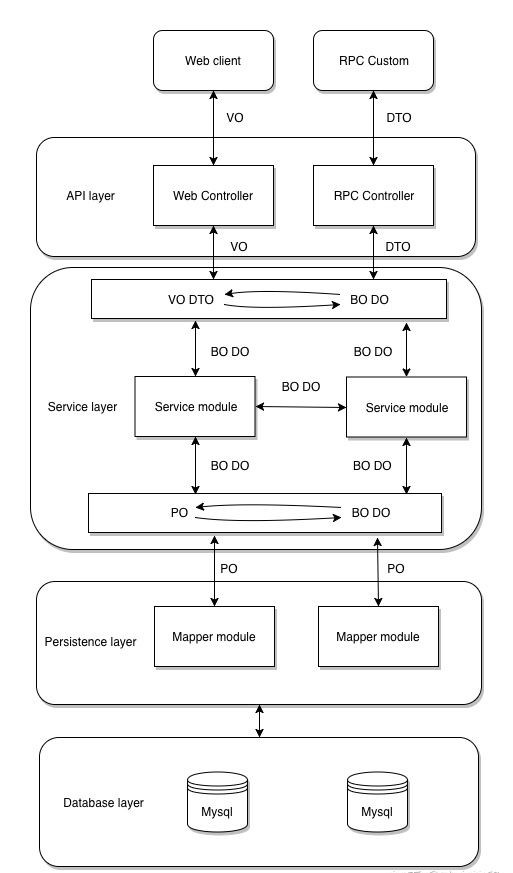 Web client
RPC Custom
VO
DTO
API layer
Web Controller
RPC Controller
VO
DTO
VO DTO
BO DO
BO DO
BO DO
BO DO
Service layer
Service module
Service module
BO DO
BO DO
PO
BO DO
PO
PO
Persistence layer
Mapper module
Mapper module
Database layer
Mysql
Mysql